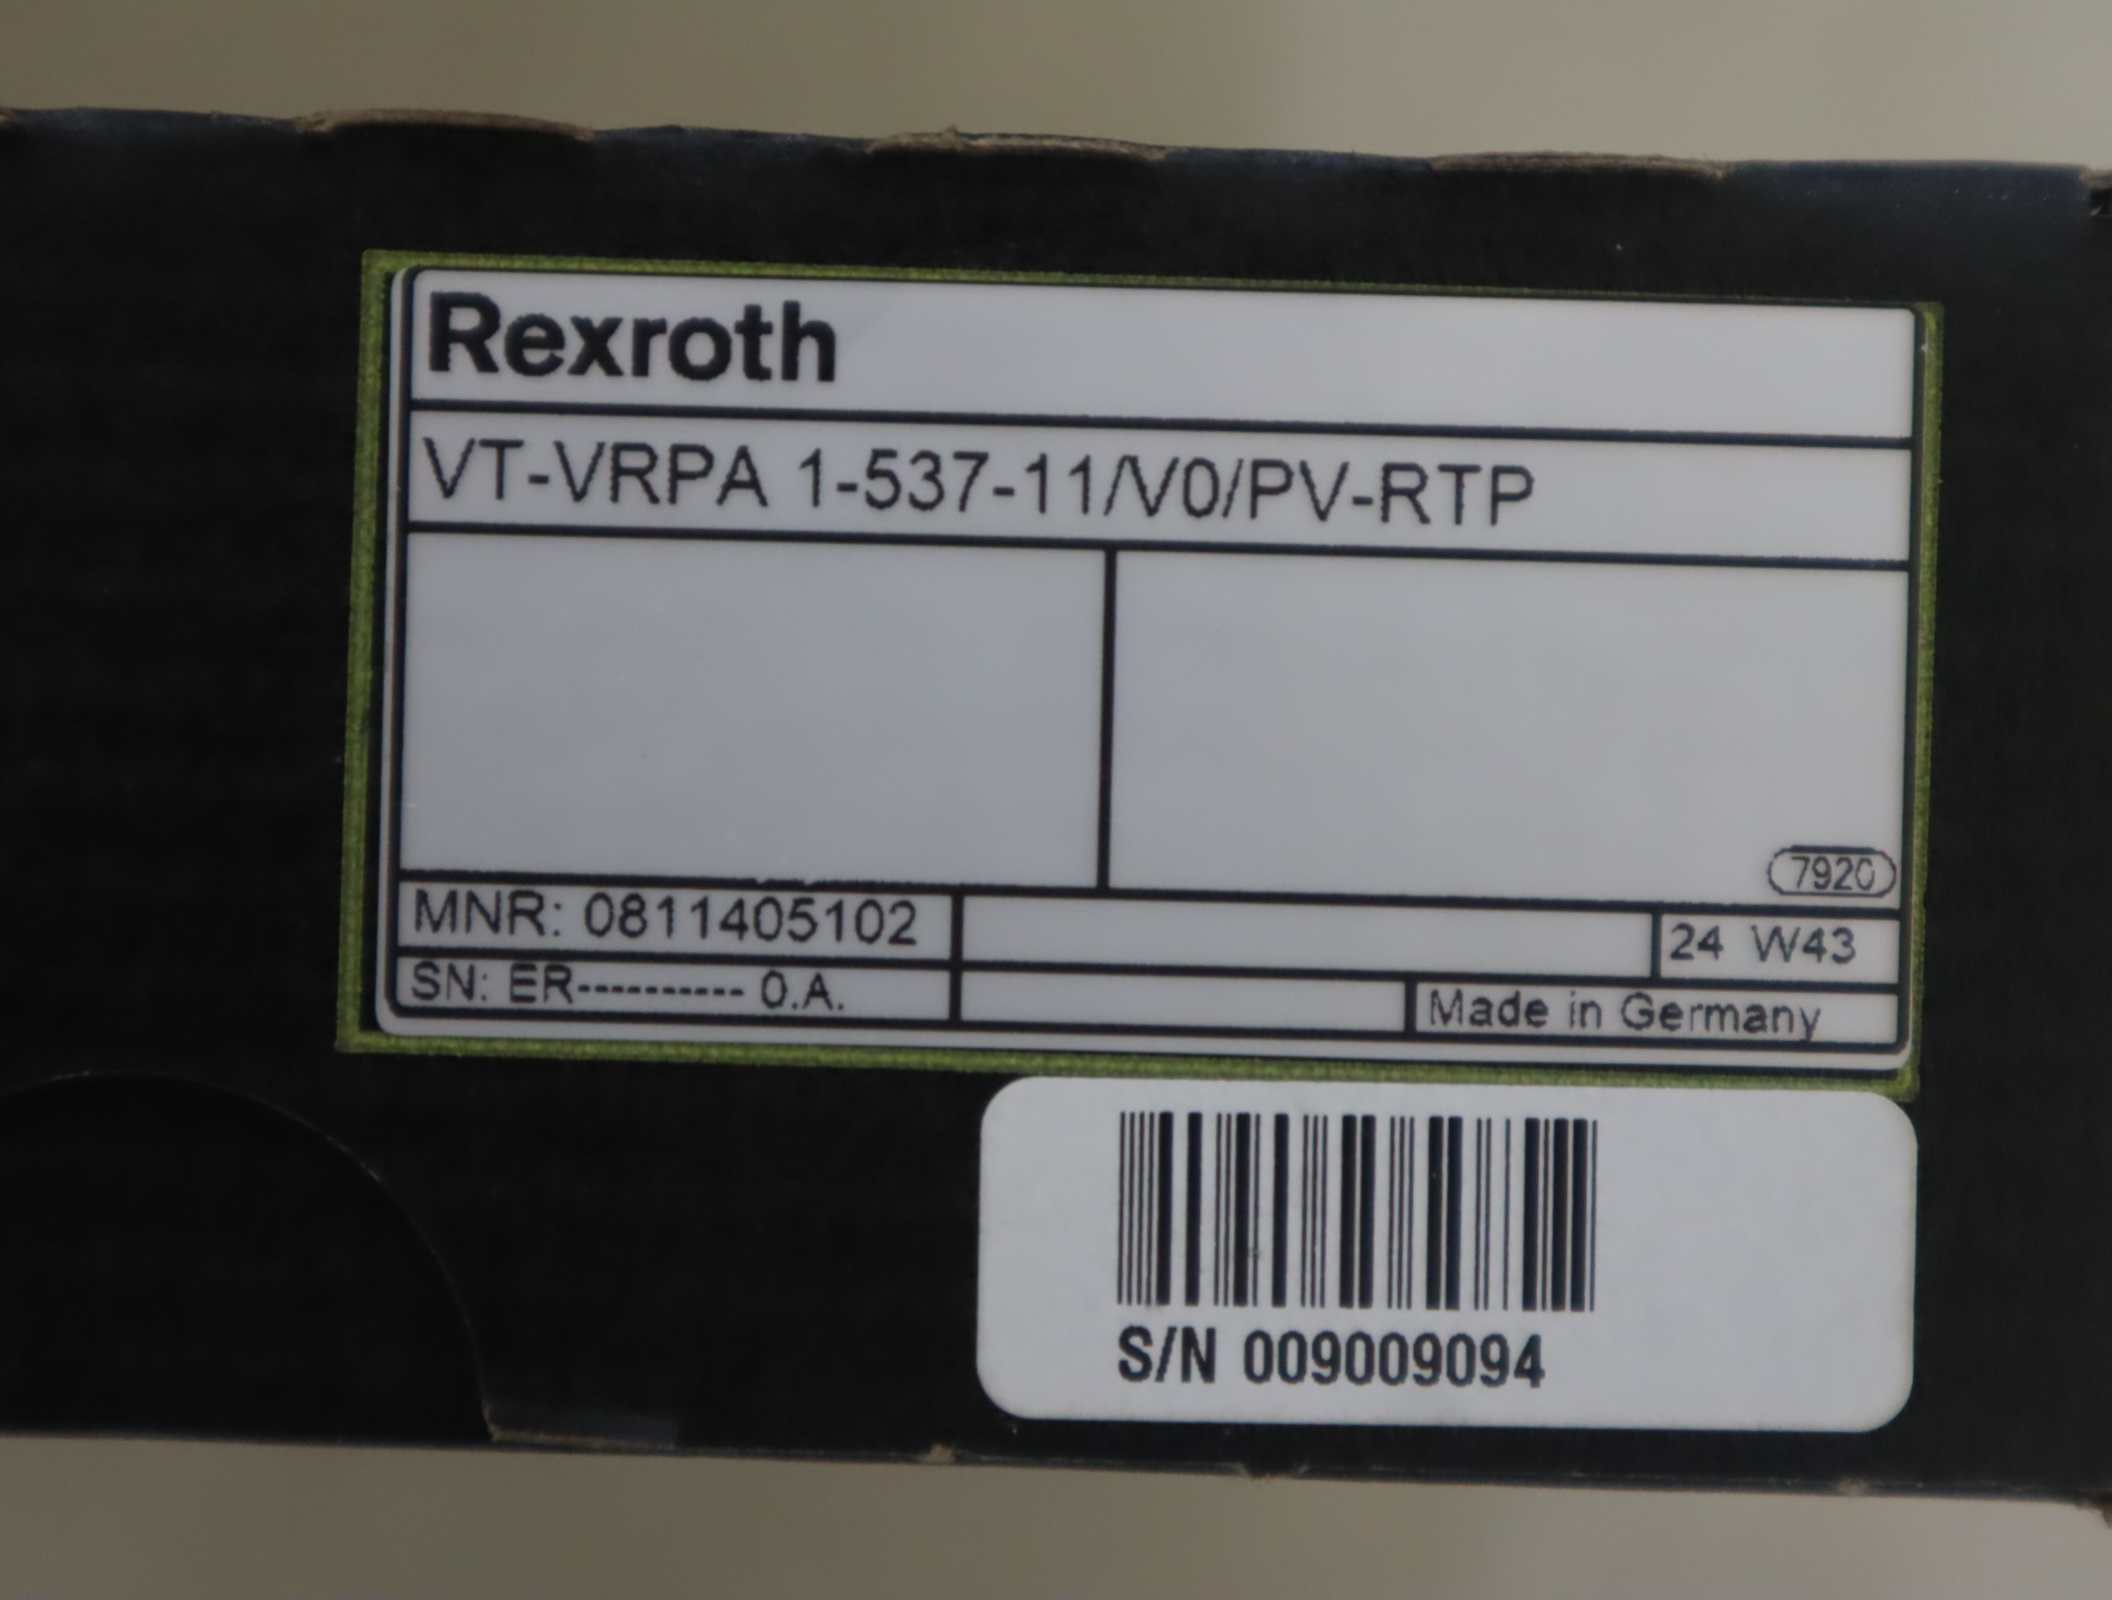 Rexroth
VT-VRPA 1-537-11/V0/PV-RTP
7920
MNR: 0811405102
24 W43
SN: ER---------- O.A.
Made in Germany
S/N 009009094